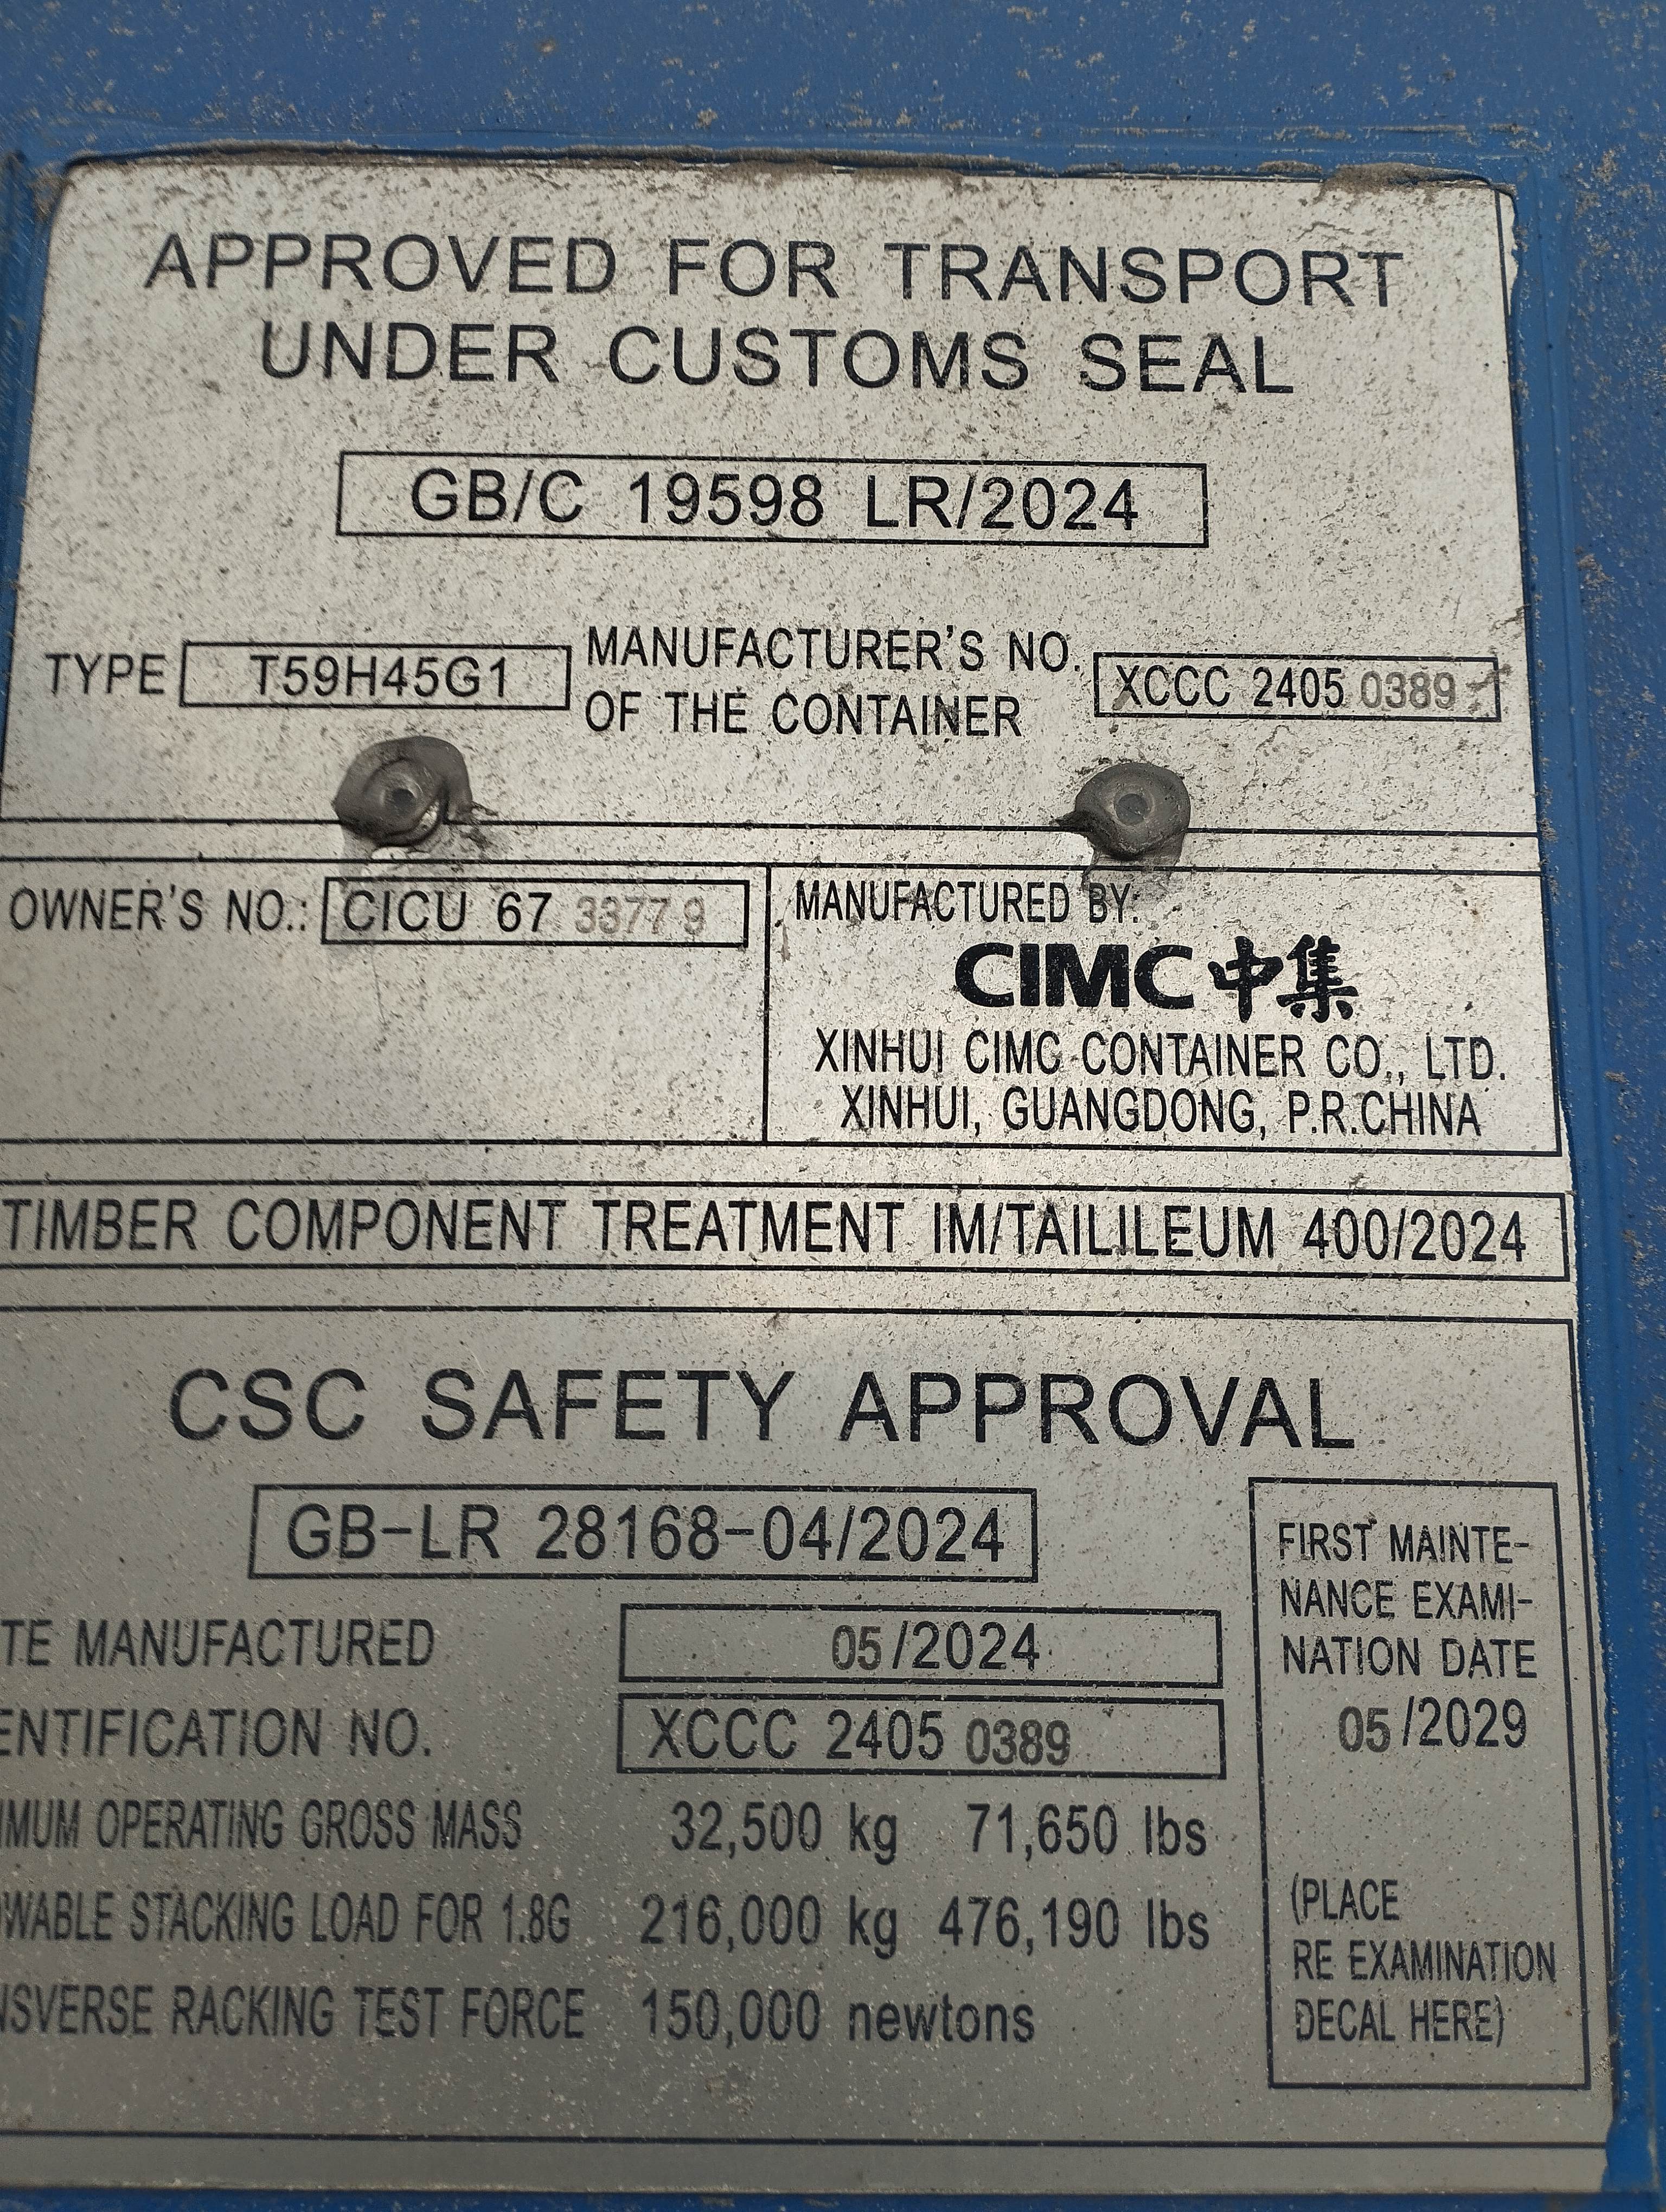 APPROVED FOR TRANSPORT
UNDER CUSTOMS SEAL
GB/C 19598 LR/2024
TYPE T59H45G1
MANUFACTURER'S NO.
OF THE CONTAINER
XCCC 2405 0389
OWNER'S NO.: CICU 67 3377 9
MANUFACTURED BY:
CIMC 中集
XINHUI CIMC CONTAINER CO., LTD.
XINHUI, GUANGDONG, P.R.CHINA
TIMBER COMPONENT TREATMENT IM/TAILILEUM 400/2024
CSC SAFETY APPROVAL
GB-LR 28168-04/2024
TE MANUFACTURED 05/2024
ENTIFICATION NO. XCCC 2405 0389
IMUM OPERATING GROSS MASS 32,500 kg 71,650 lbs
OWABLE STACKING LOAD FOR 1.8G 216,000 kg 476,190 lbs
NSVERSE RACKING TEST FORCE 150,000 newtons
FIRST MAINTE-
NANCE EXAMI-
NATION DATE
05/2029
(PLACE
RE EXAMINATION
DECAL HERE)